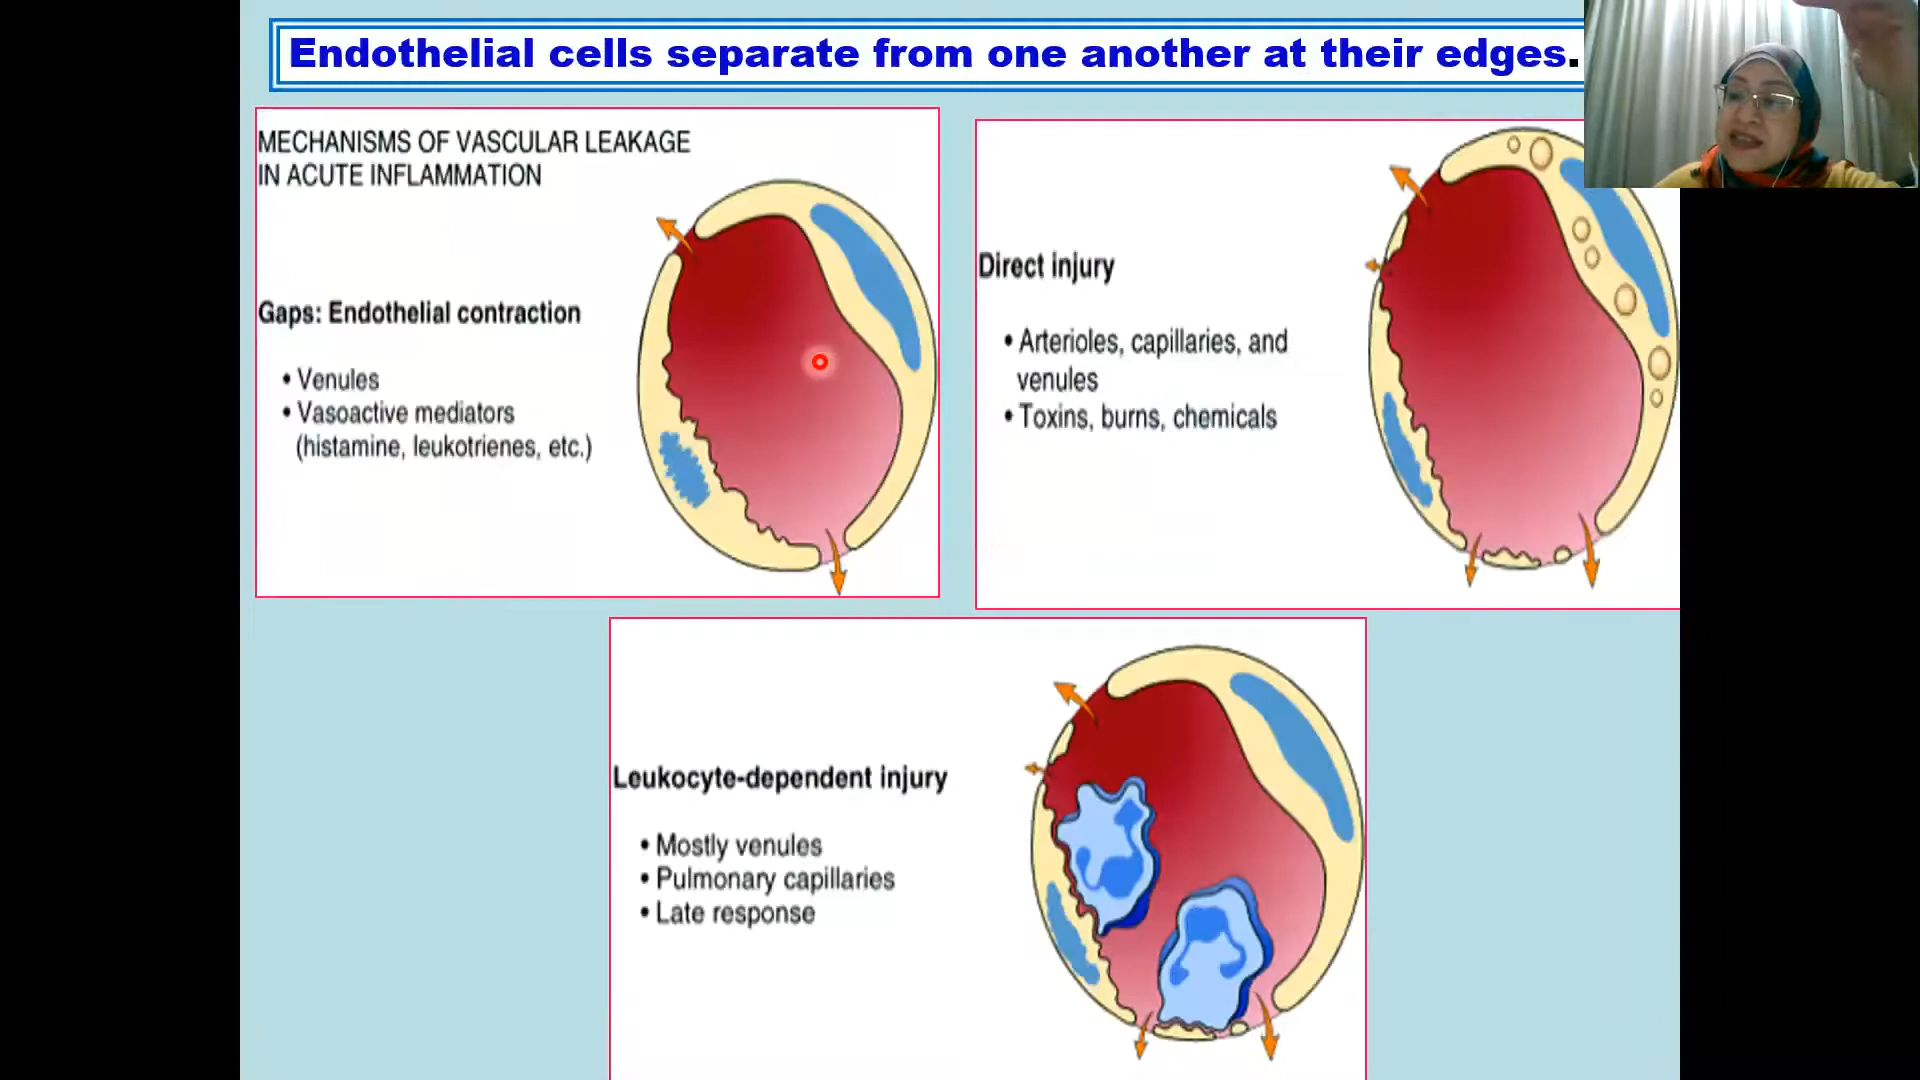 Endothelial cells separate from one another at their edges.
MECHANISMS OF VASCULAR LEAKAGE
IN ACUTE INFLAMMATION
Gaps: Endothelial contraction
• Venules
• Vasoactive mediators
(histamine, leukotrienes, etc.)
Direct injury
• Arterioles, capillaries, and
venules
• Toxins, burns, chemicals
Leukocyte-dependent injury
• Mostly venules
• Pulmonary capillaries
• Late response